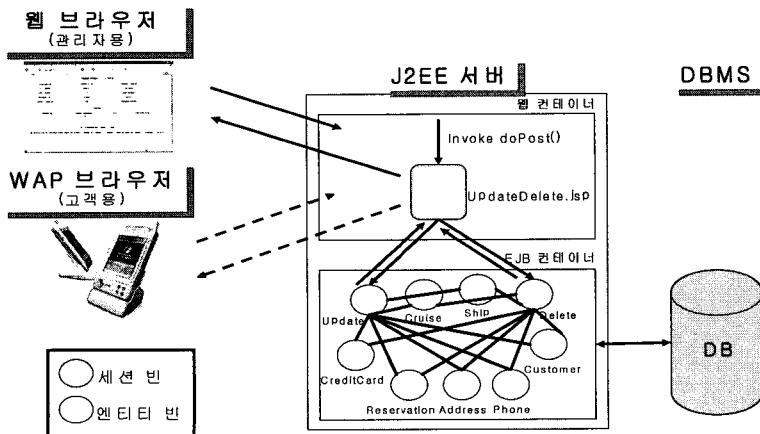 웹 브라우저
(관리자용)
J2EE 서버
DBMS
웹 컨테이너
Invoke doPost()
UpdateDelete.jsp
WAP 브라우저
(고객용)
EJB 컨테이너
Update
Cruise
Ship
Delete
CreditCard
Customer
Reservation Address Phone
DB
세션 빈
엔티티 빈